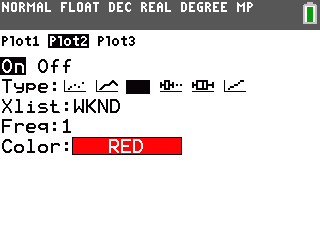 NORMAL FLOAT DEC REAL DEGREE MP
Plot1 Plot2 Plot3
On Off
Type:
Xlist:WKND
Freq:1
Color: RED